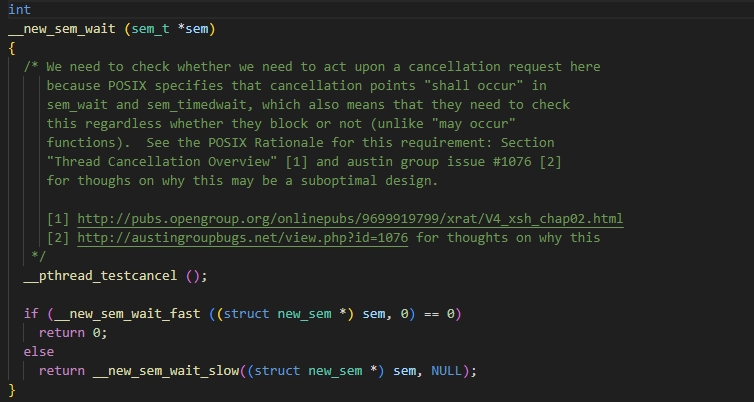 int
__new_sem_wait (sem_t *sem)
{
/* We need to check whether we need to act upon a cancellation request here
because POSIX specifies that cancellation points "shall occur" in
sem_wait and sem_timedwait, which also means that they need to check
this regardless whether they block or not (unlike "may occur"
functions).  See the POSIX Rationale for this requirement: Section
"Thread Cancellation Overview" [1] and austin group issue #1076 [2]
for thoughs on why this may be a suboptimal design.
[1] http://pubs.opengroup.org/onlinepubs/9699919799/xrat/V4_xsh_chap02.html
[2] http://austingroupbugs.net/view.php?id=1076 for thoughts on why this
*/
__pthread_testcancel ();
if (__new_sem_wait_fast ((struct new_sem *) sem, 0) == 0)
return 0;
else
return __new_sem_wait_slow((struct new_sem *) sem, NULL);
}